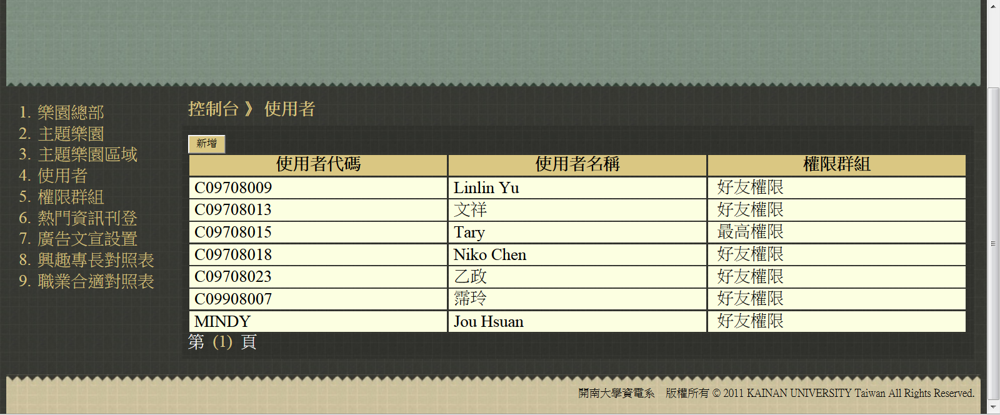 1. 樂園總部
2. 主題樂園
3. 主題樂園區域
4. 使用者
5. 權限群組
6. 熱門資訊刊登
7. 廣告文宣設置
8. 興趣專長對照表
9. 職業合適對照表
控制台 》 使用者
新增
使用者代碼 使用者名稱 權限群組
C09708009 Linlin Yu 好友權限
C09708013 文祥 好友權限
C09708015 Tary 最高權限
C09708018 Niko Chen 好友權限
C09708023 乙政 好友權限
C09908007 霈玲 好友權限
MINDY Jou Hsuan 好友權限
第 (1) 頁
開南大學資電系 版權所有 © 2011 KAINAN UNIVERSITY Taiwan All Rights Reserved.